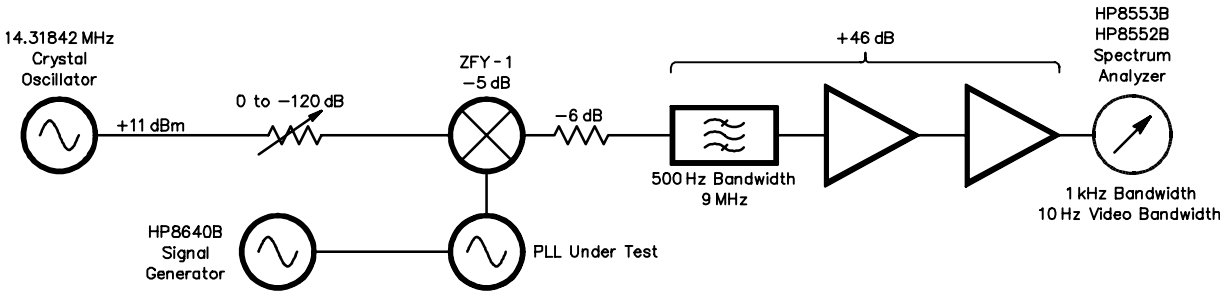 14.31842 MHz
Crystal
Oscillator
+11 dBm
0 to −120 dB
ZFY-1
−5 dB
−6 dB
+46 dB
500 Hz Bandwidth
9 MHz
HP8553B
HP8552B
Spectrum
Analyzer
1 kHz Bandwidth
10 Hz Video Bandwidth
HP8640B
Signal
Generator
PLL Under Test